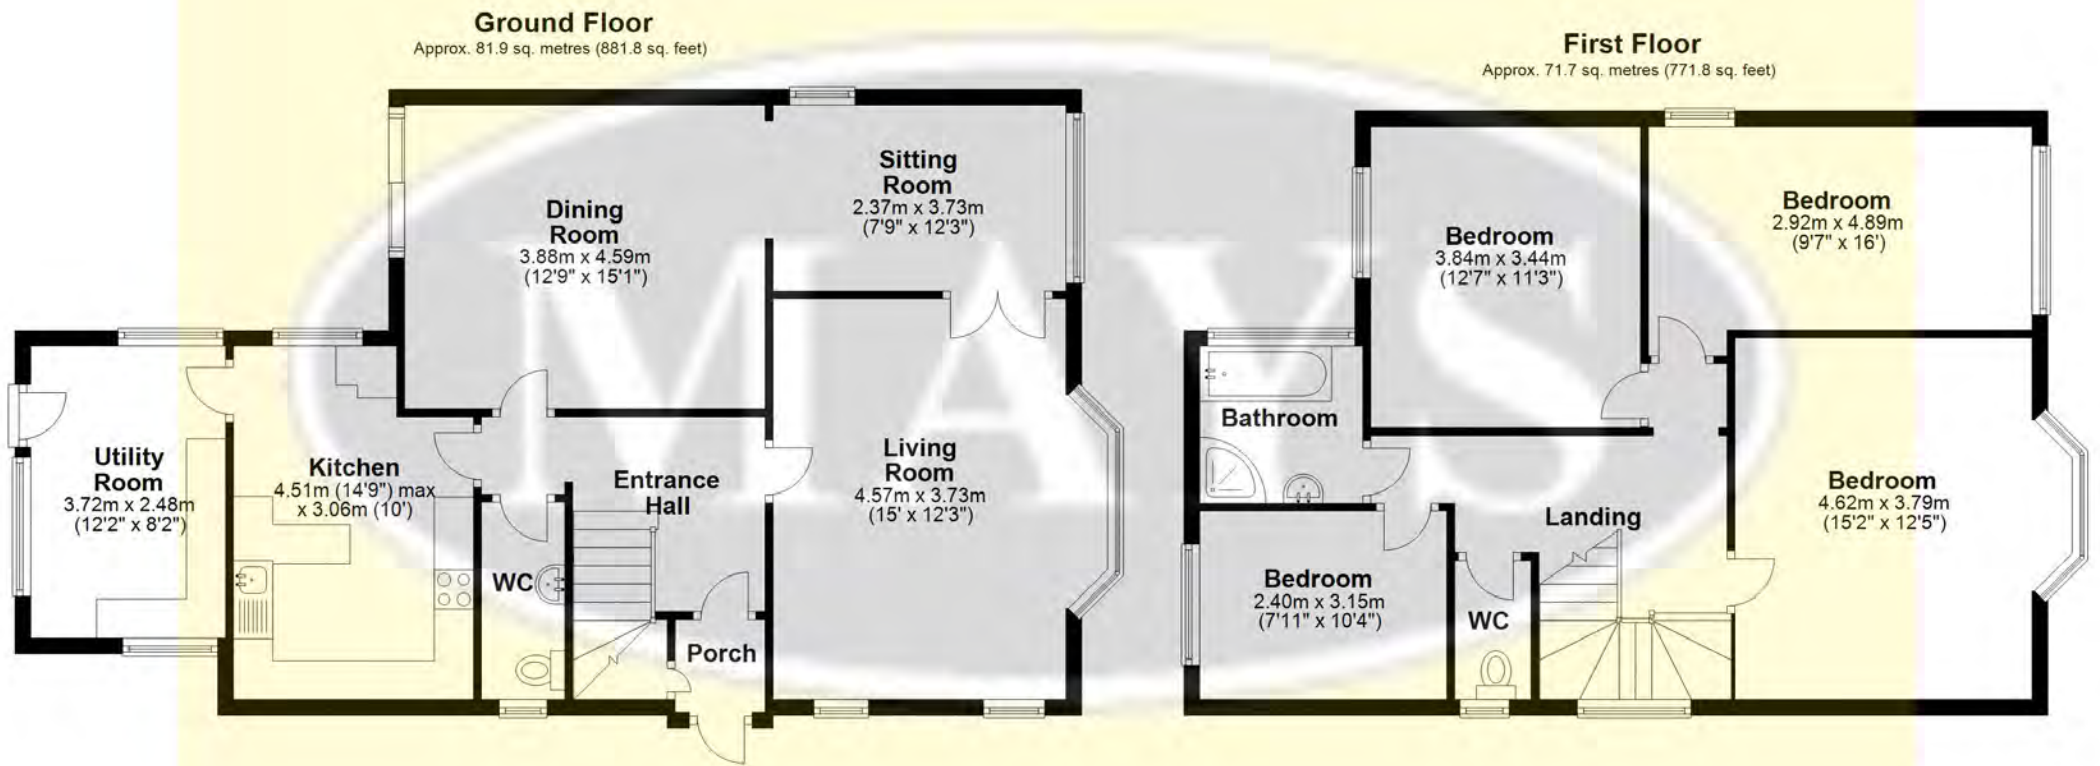 Ground Floor
Approx. 81.9 sq. metres (881.8 sq. feet)
Sitting
Room
2.37m x 3.73m
(7'9" x 12'3")
Dining
Room
3.88m x 4.59m
(12'9" x 15'1")
Utility
Room
3.72m x 2.48m
(12'2" x 8'2")
Kitchen
4.51m (14'9") max
x 3.06m (10')
Entrance
Hall
Living
Room
4.57m x 3.73m
(15' x 12'3")
WC
Porch
First Floor
Approx. 71.7 sq. metres (771.8 sq. feet)
Bedroom
3.84m x 3.44m
(12'7" x 11'3")
Bedroom
2.92m x 4.89m
(9'7" x 16')
Bathroom
Landing
Bedroom
4.62m x 3.79m
(15'2" x 12'5")
Bedroom
2.40m x 3.15m
(7'11" x 10'4")
WC
MAYS